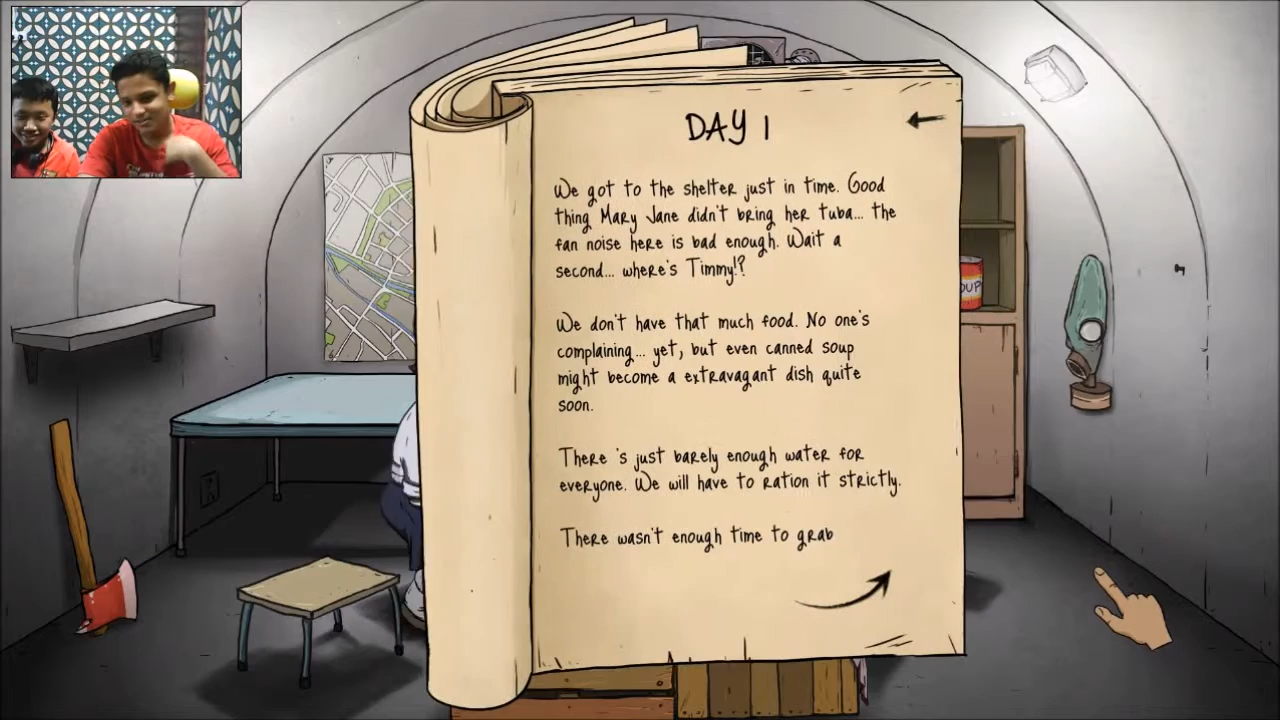 DAY 1
We got to the shelter just in time. Good
thing Mary Jane didn't bring her tuba... the
fan noise here is bad enough. Wait a
second... where's Timmy!?
We don't have that much food. No one's
complaining... yet, but even canned soup
might become a extravagant dish quite
soon.
There 's just barely enough water for
everyone. We will have to ration it strictly.
There wasn't enough time to grab
OUP